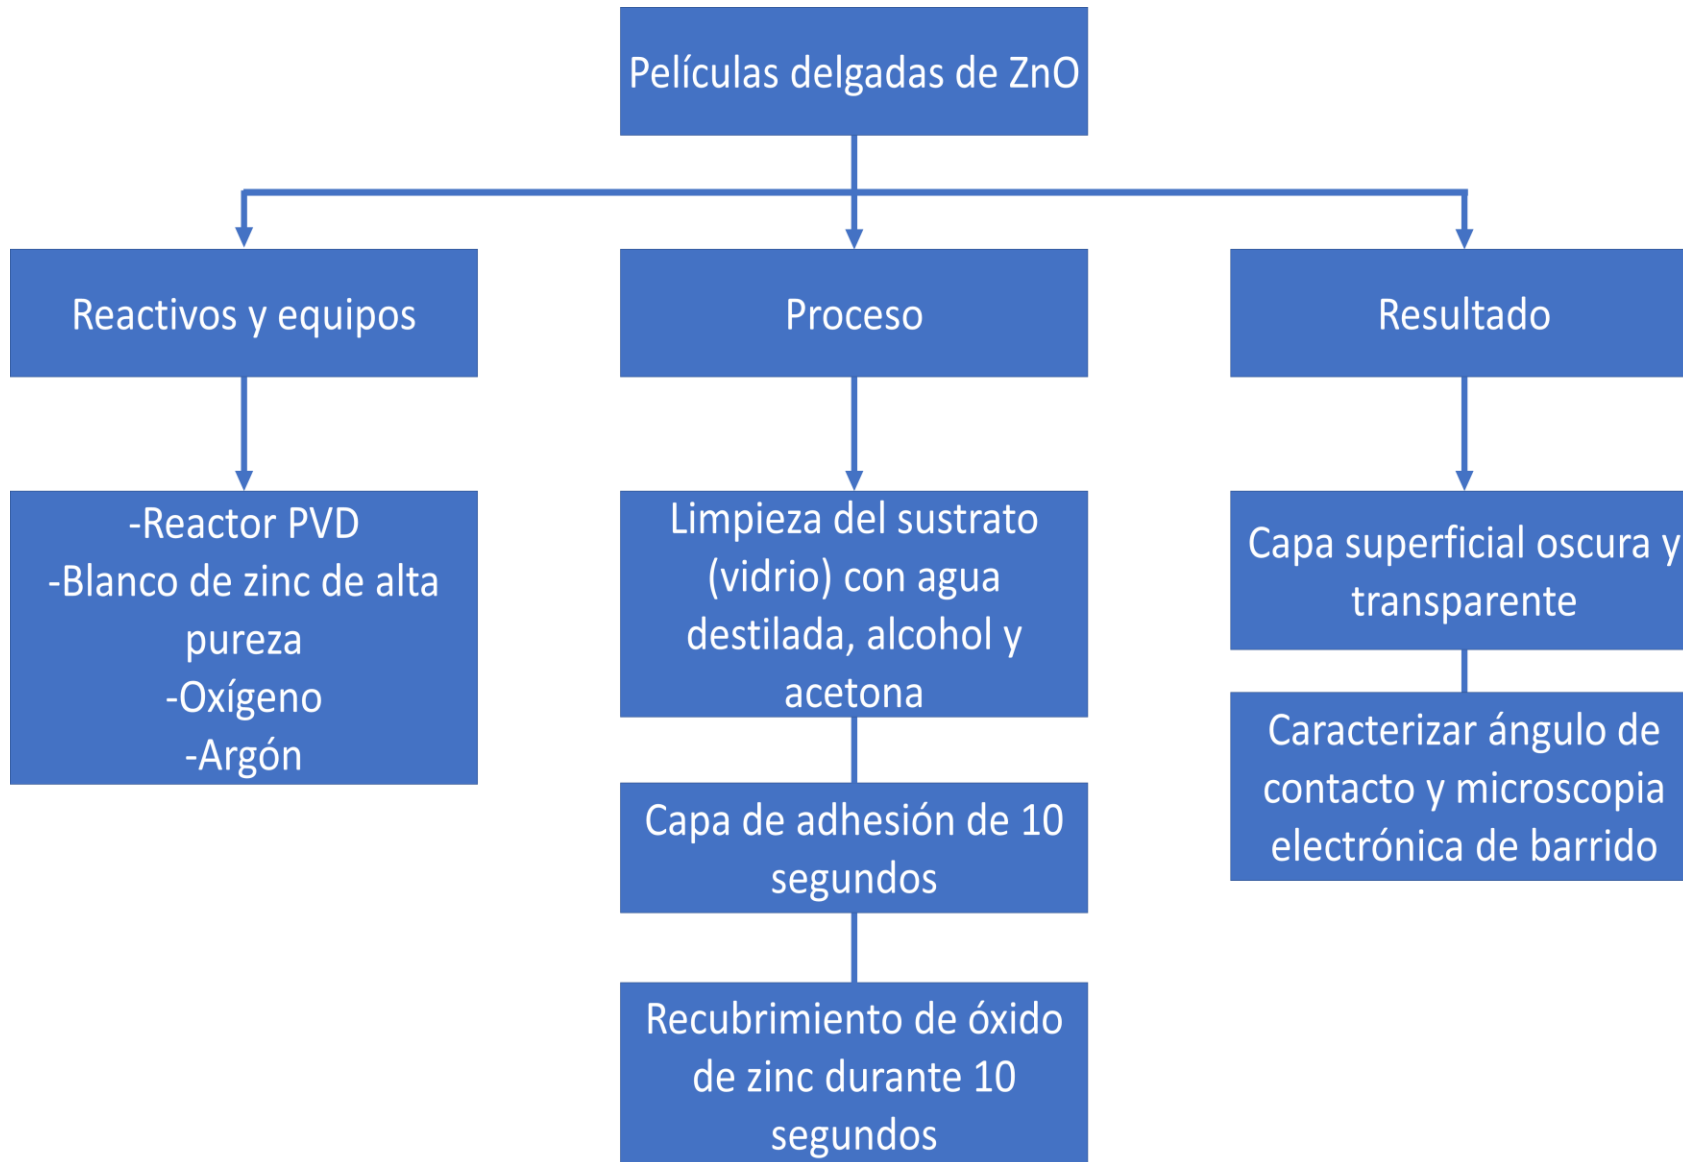 Películas delgadas de ZnO
Reactivos y equipos
Proceso
Resultado
-Reactor PVD
-Blanco de zinc de alta
pureza
-Oxígeno
-Argón
Limpieza del sustrato
(vidrio) con agua
destilada, alcohol y
acetona
Capa de adhesión de 10
segundos
Recubrimiento de óxido
de zinc durante 10
segundos
Capa superficial oscura y
transparente
Caracterizar ángulo de
contacto y microscopia
electrónica de barrido